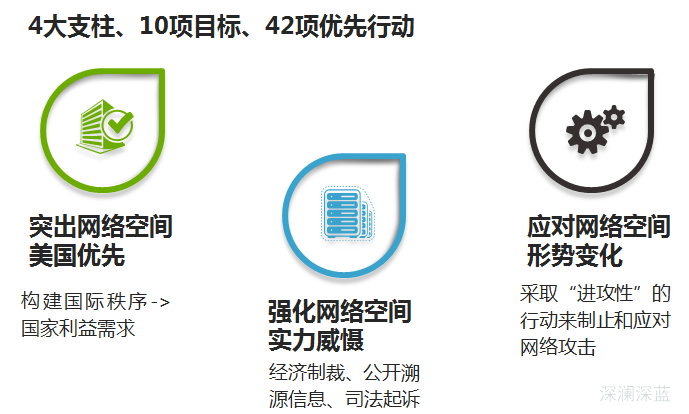 4大支柱、10项目标、42项优先行动
突出网络空间
美国优先
构建国际秩序->
国家利益需求
强化网络空间
实力威慑
经济制裁、公开溯
源信息、司法起诉
应对网络空间
形势变化
采取“进攻性”的
行动来制止和应对
网络攻击
深澜深蓝